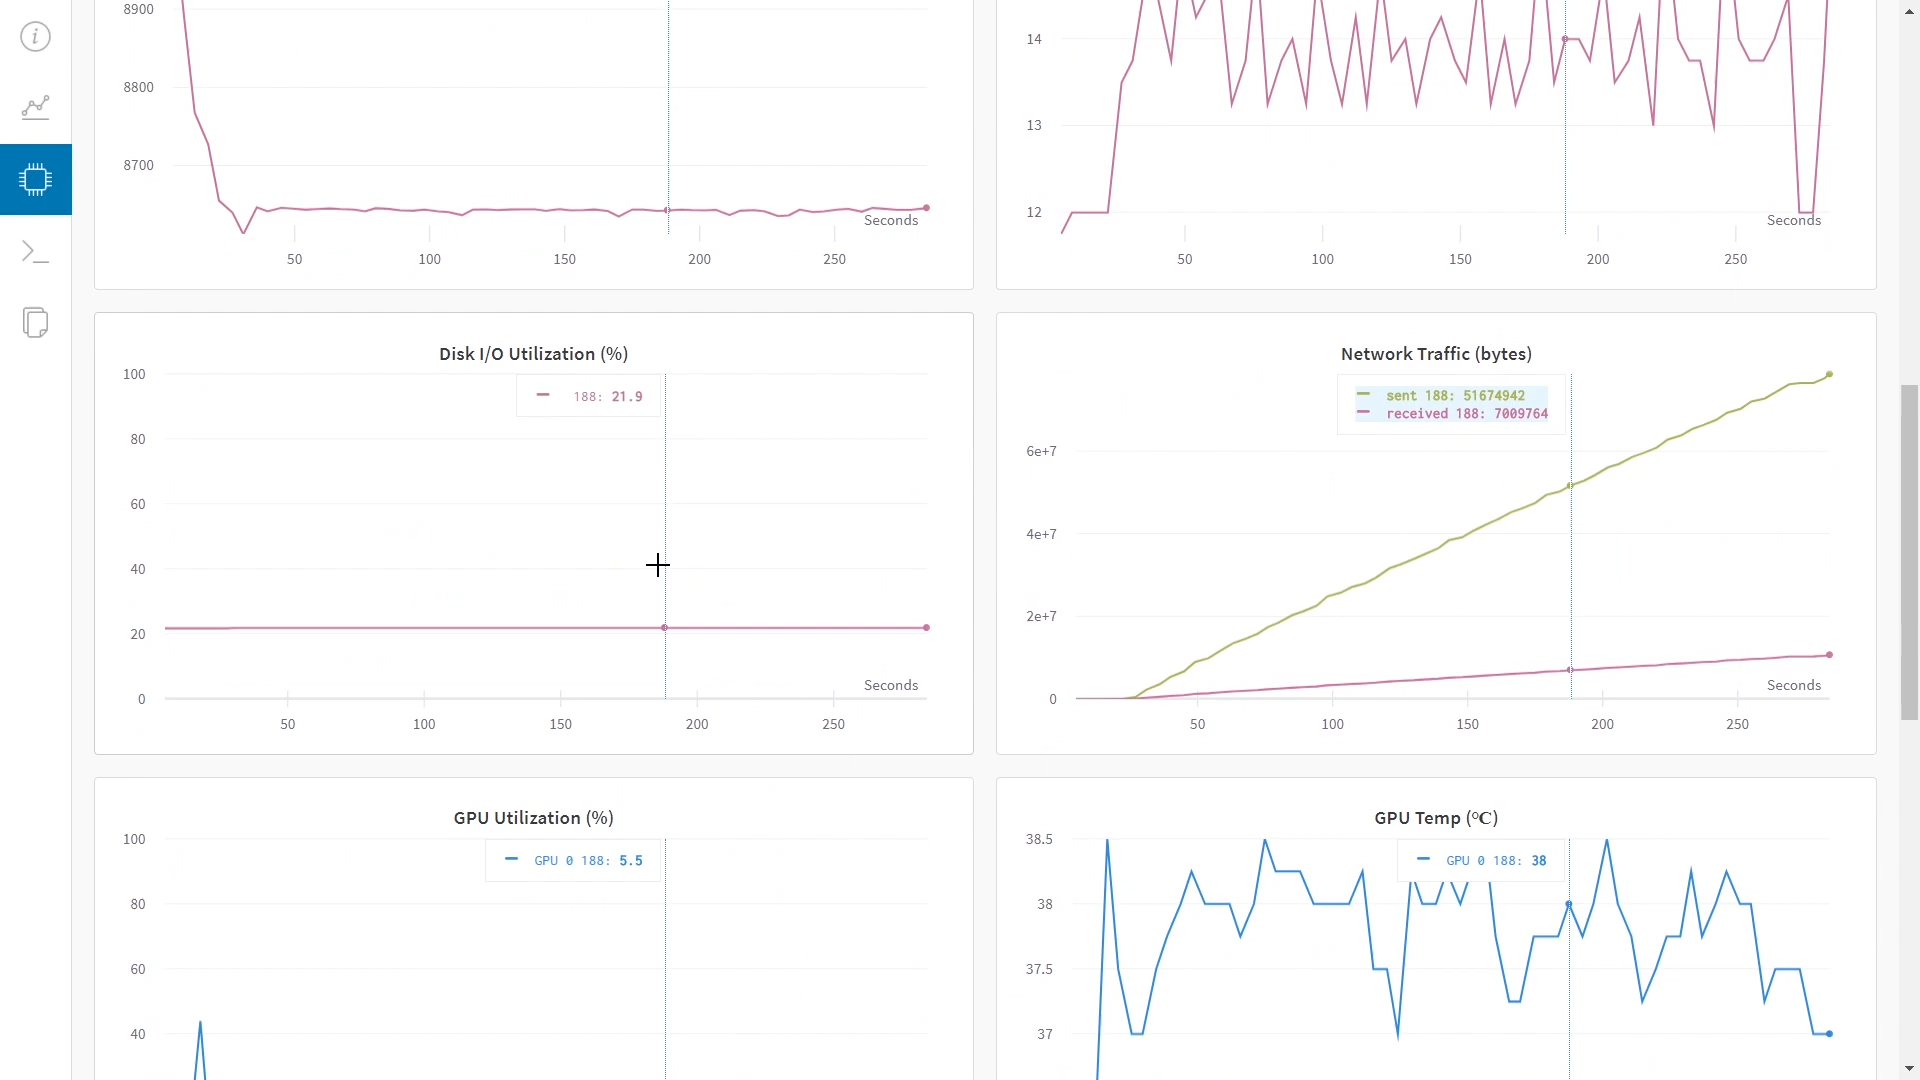 8900
8800
8700
Seconds
50 100 150 200 250
14
13
12
Seconds
50 100 150 200 250
Disk I/O Utilization (%)
100
188: 21.9
80
60
40
20
Seconds
0
50 100 150 200 250
Network Traffic (bytes)
sent 188: 51674942
received 188: 7009764
6e+7
4e+7
2e+7
Seconds
0
50 100 150 200 250
GPU Utilization (%)
100
GPU 0 188: 5.5
80
60
40
GPU Temp (℃)
38.5
GPU 0 188: 38
38
37.5
37